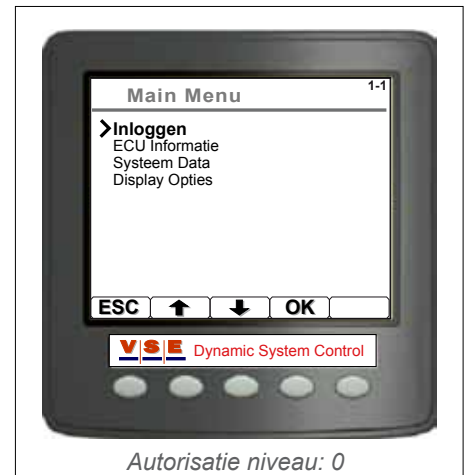 Main Menu 1-1
Inloggen
ECU Informatie
Systeem Data
Display Opties
ESC OK
VSE Dynamic System Control
Autorisatie niveau: 0